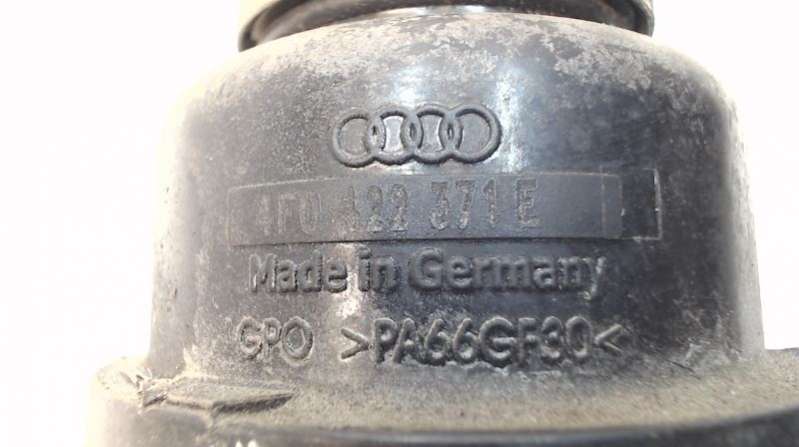 4F0 422 371 E
Made in Germany
GPO >PA66GF30<